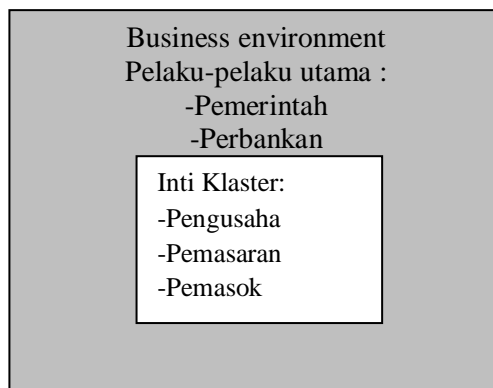 Business environment
Pelaku-pelaku utama :
-Pemerintah
-Perbankan
Inti Klaster:
-Pengusaha
-Pemasaran
-Pemasok